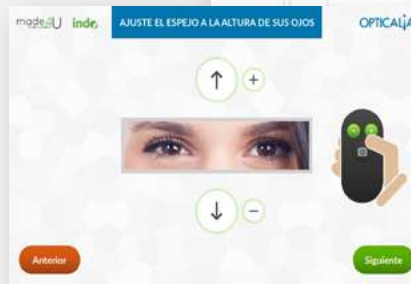 made4U indo AJUSTE EL ESPEJO A LA ALTURA DE SUS OJOS OPTICALiA
↑ +
↓ −
Anterior Siguiente